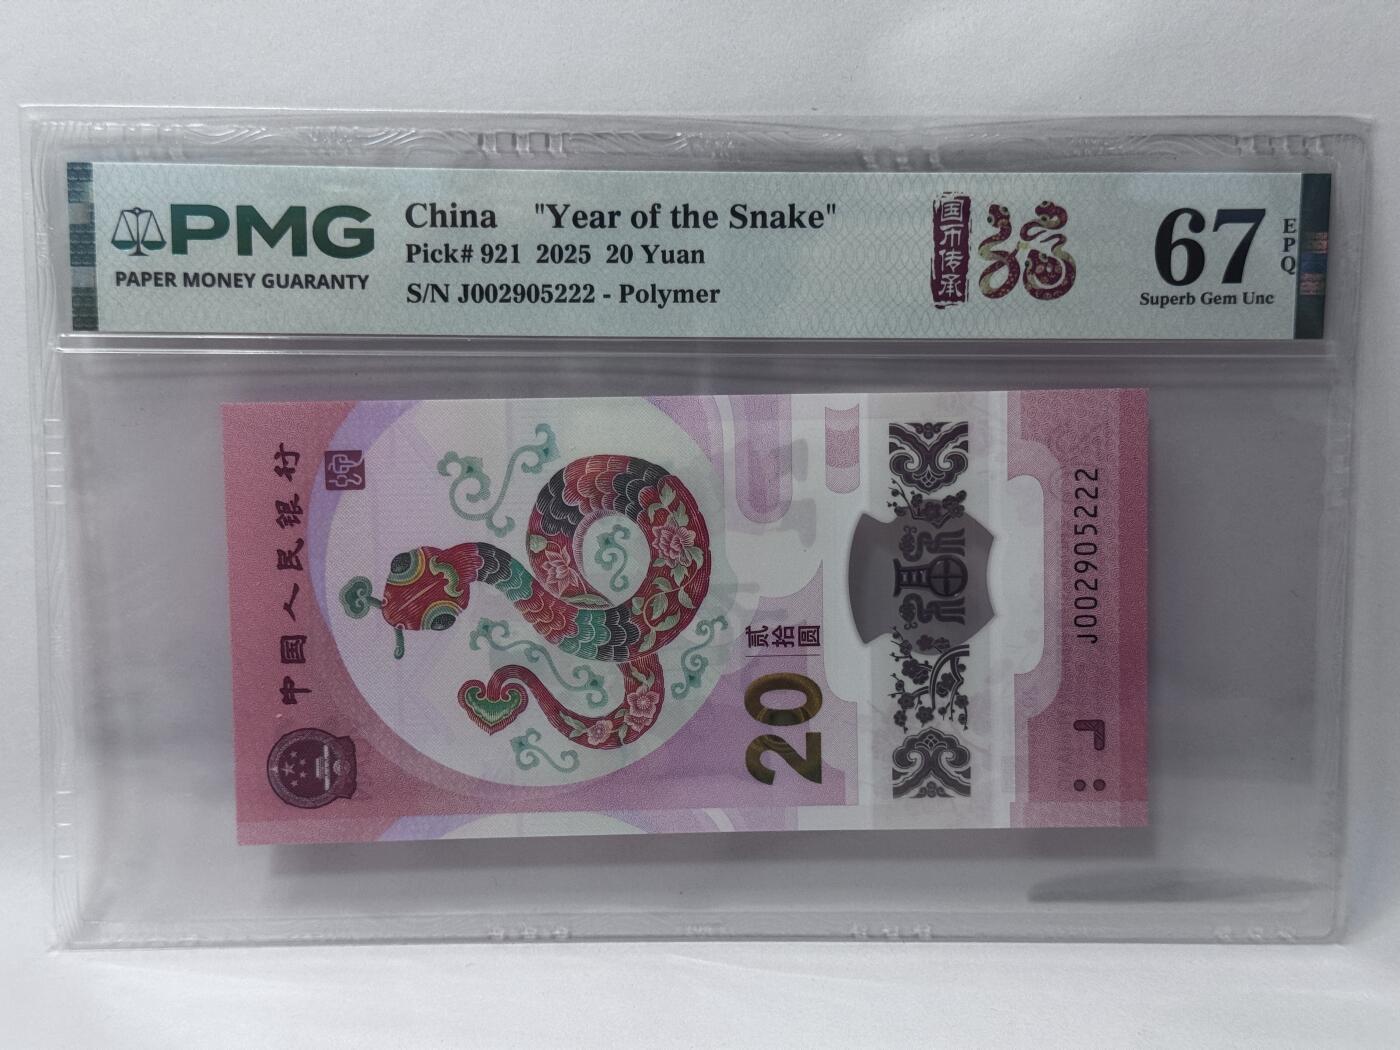 PMG
PAPER MONEY GUARANTY
China "Year of the Snake"
Pick# 921 2025 20 Yuan
S/N J002905222 - Polymer
国币传承
67
EPQ
Superb Gem Unc
中国人民银行
贰拾圆
20
J002905222